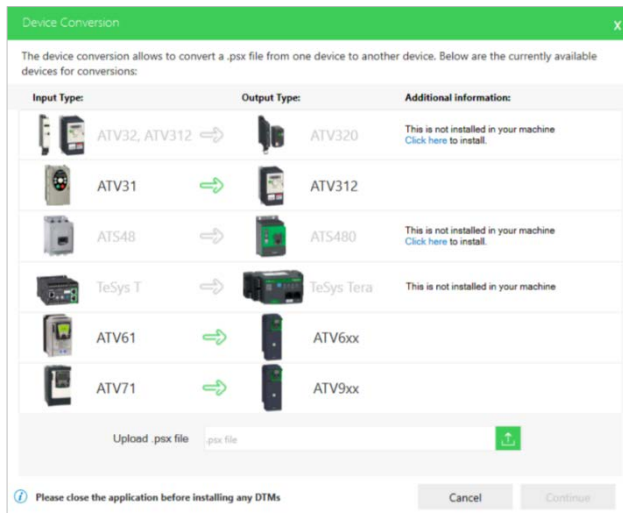 Device Conversion
X
The device conversion allows to convert a .psx file from one device to another device. Below are the currently available
devices for conversions:
Input Type:
Output Type:
Additional information:
ATV32, ATV312
ATV320
This is not installed in your machine
Click here to install.
ATV31
ATV312
ATS48
ATS480
This is not installed in your machine
Click here to install.
TeSys T
TeSys Tera
This is not installed in your machine
ATV61
ATV6xx
ATV71
ATV9xx
Upload .psx file
.psx file
Please close the application before installing any DTMs
Cancel
Continue